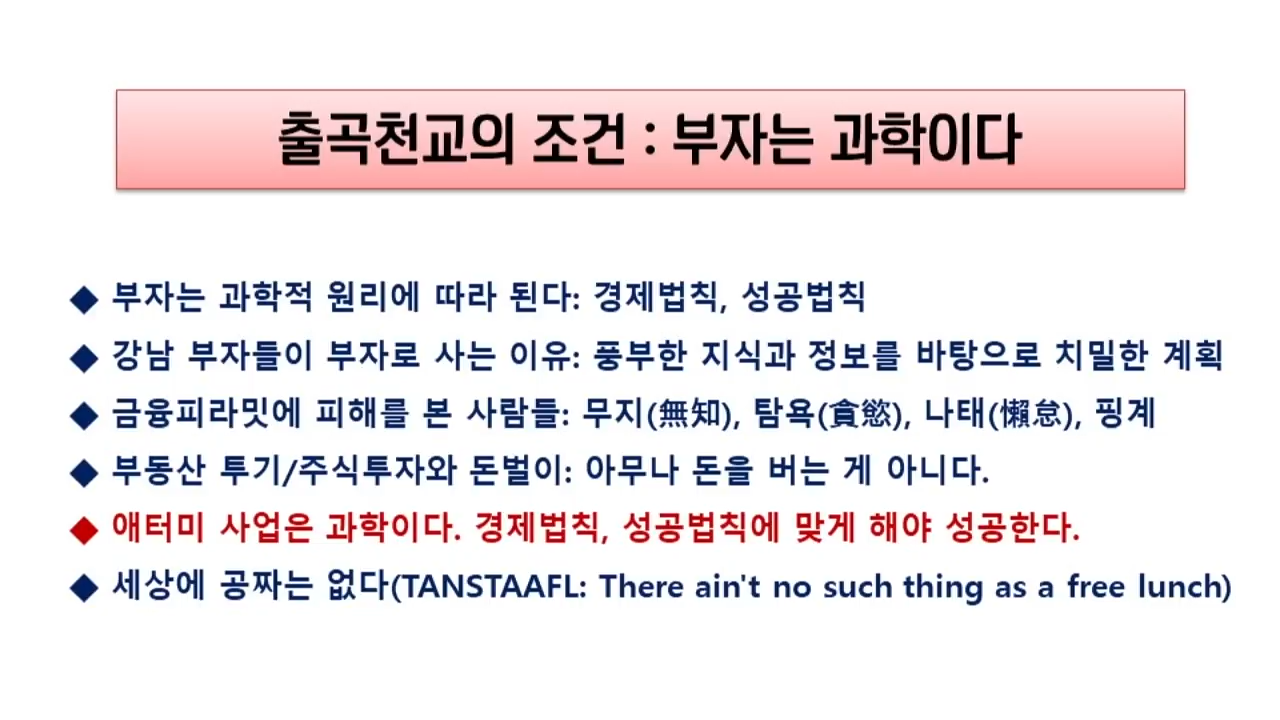 출곡천교의 조건 : 부자는 과학이다
◆ 부자는 과학적 원리에 따라 된다: 경제법칙, 성공법칙
◆ 강남 부자들이 부자로 사는 이유: 풍부한 지식과 정보를 바탕으로 치밀한 계획
◆ 금융피라밋에 피해를 본 사람들: 무지(無知), 탐욕(貪慾), 나태(懶怠), 핑계
◆ 부동산 투기/주식투자와 돈벌이: 아무나 돈을 버는 게 아니다.
◆ 애터미 사업은 과학이다. 경제법칙, 성공법칙에 맞게 해야 성공한다.
◆ 세상에 공짜는 없다(TANSTAAFL: There ain't no such thing as a free lunch)